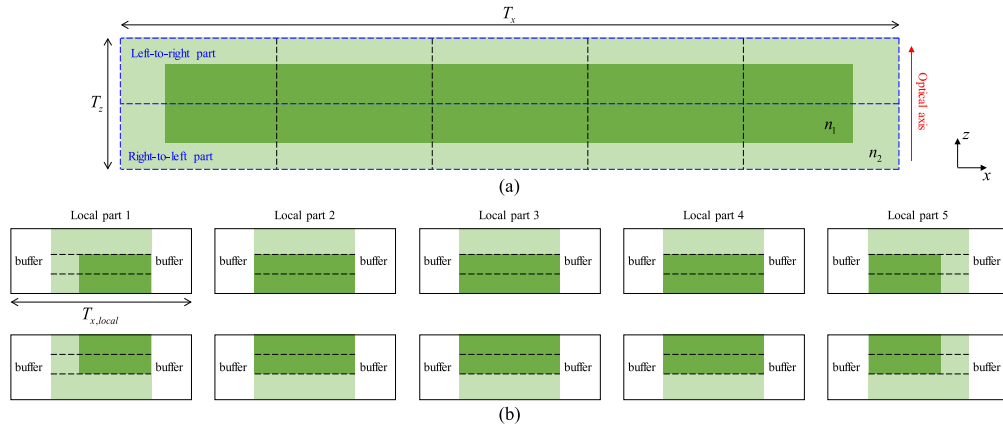 T_x
Left-to-right part
T_z
Optical axis
n_1
z
Right-to-left part
n_2
x
(a)
Local part 1 Local part 2 Local part 3 Local part 4 Local part 5
buffer buffer buffer buffer buffer buffer buffer buffer buffer buffer
T_{x,local}
buffer buffer buffer buffer buffer buffer buffer buffer buffer buffer
(b)